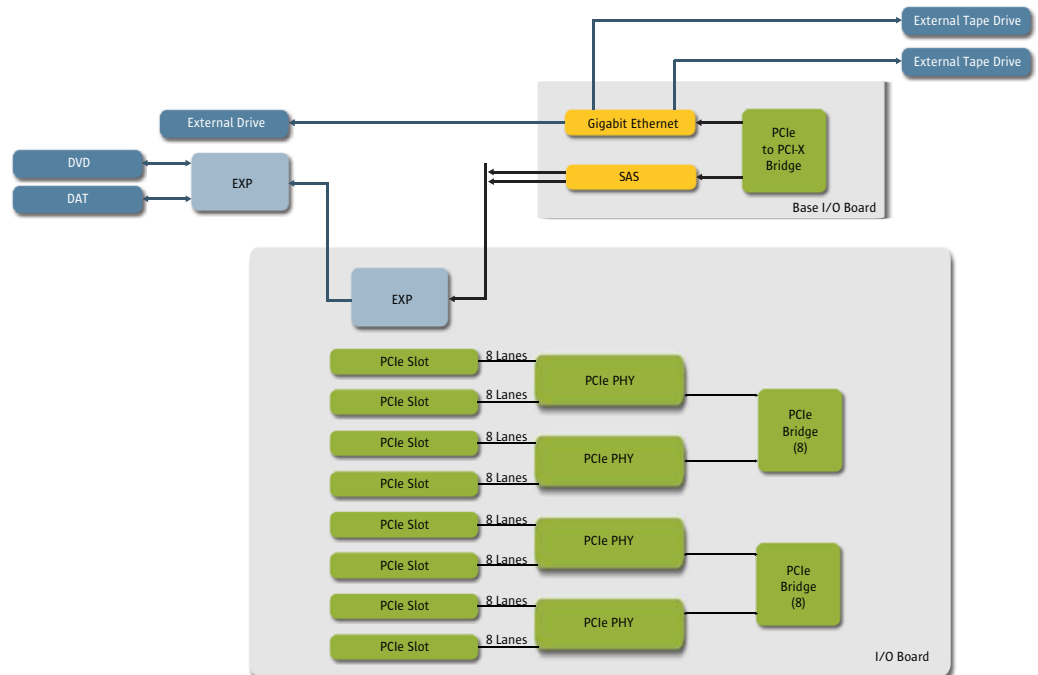 External Tape Drive
External Tape Drive
External Drive
Gigabit Ethernet
PCIe
to PCI-X
Bridge
DVD
DAT
EXP
SAS
Base I/O Board
EXP
PCIe Slot
8 Lanes
PCIe PHY
PCIe Slot
8 Lanes
PCIe
Bridge
(8)
PCIe Slot
8 Lanes
PCIe PHY
PCIe Slot
8 Lanes
PCIe Slot
8 Lanes
PCIe PHY
PCIe Slot
8 Lanes
PCIe
Bridge
(8)
PCIe Slot
8 Lanes
PCIe PHY
PCIe Slot
8 Lanes
I/O Board